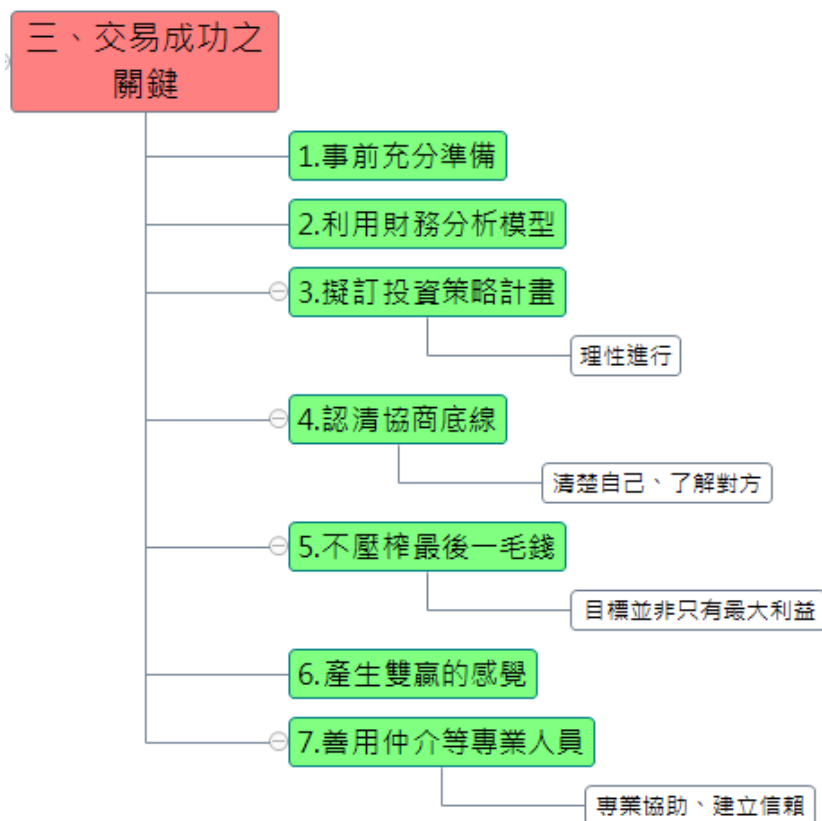 三、交易成功之
關鍵
1.事前充分準備
2.利用財務分析模型
3.擬訂投資策略計畫
理性進行
4.認清協商底線
清楚自己、了解對方
5.不壓榨最後一毛錢
目標並非只有最大利益
6.產生雙贏的感覺
7.善用仲介等專業人員
專業協助、建立信賴